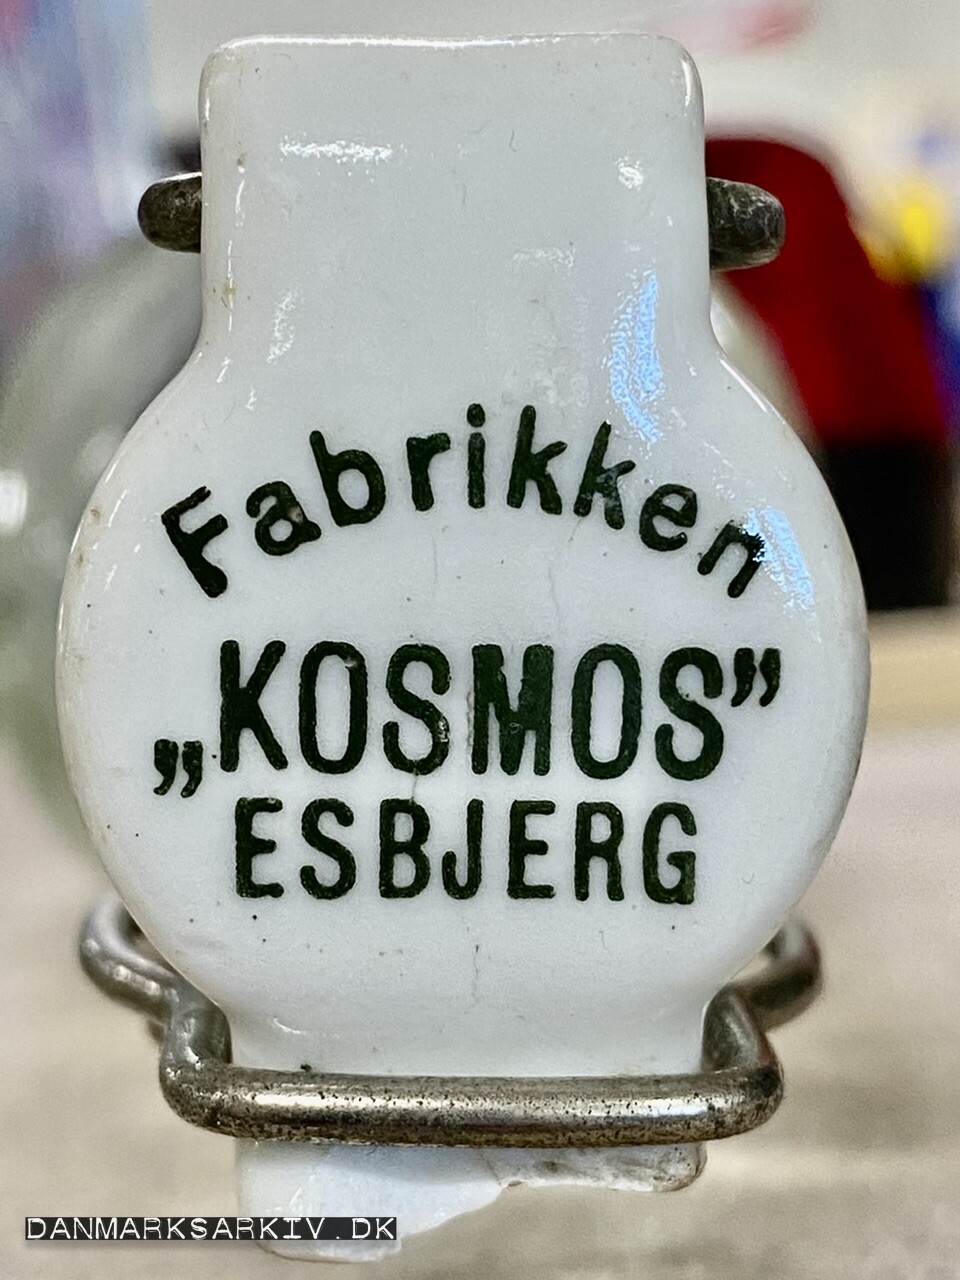 Fabrikken
„KOSMOS”
ESBJERG
DANMARKSARKIV.DK